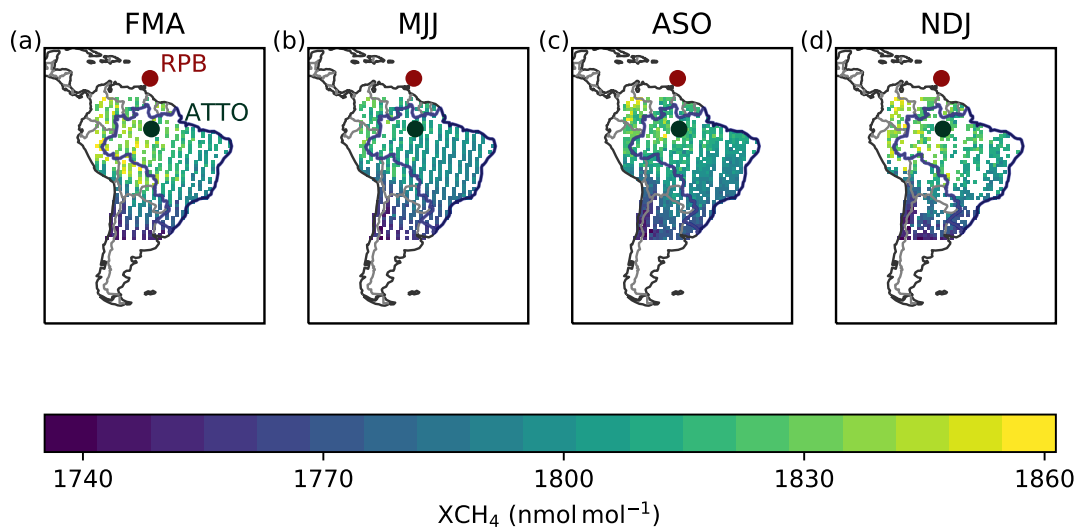 FMA
MJJ
ASO
NDJ
(a)
(b)
(c)
(d)
RPB
ATTO
1740
1770
1800
1830
1860
XCH₄ (nmol mol⁻¹)